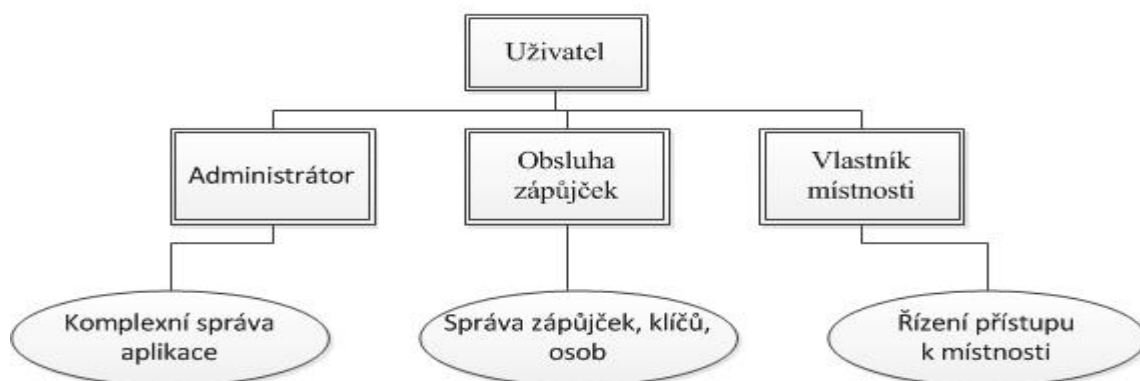 Uživatel
Administrátor
Obsluha
zápůjček
Vlastník
místnosti
Komplexní správa
aplikace
Správa zápůjček, klíčů,
osob
Řízení přístupu
k místnosti